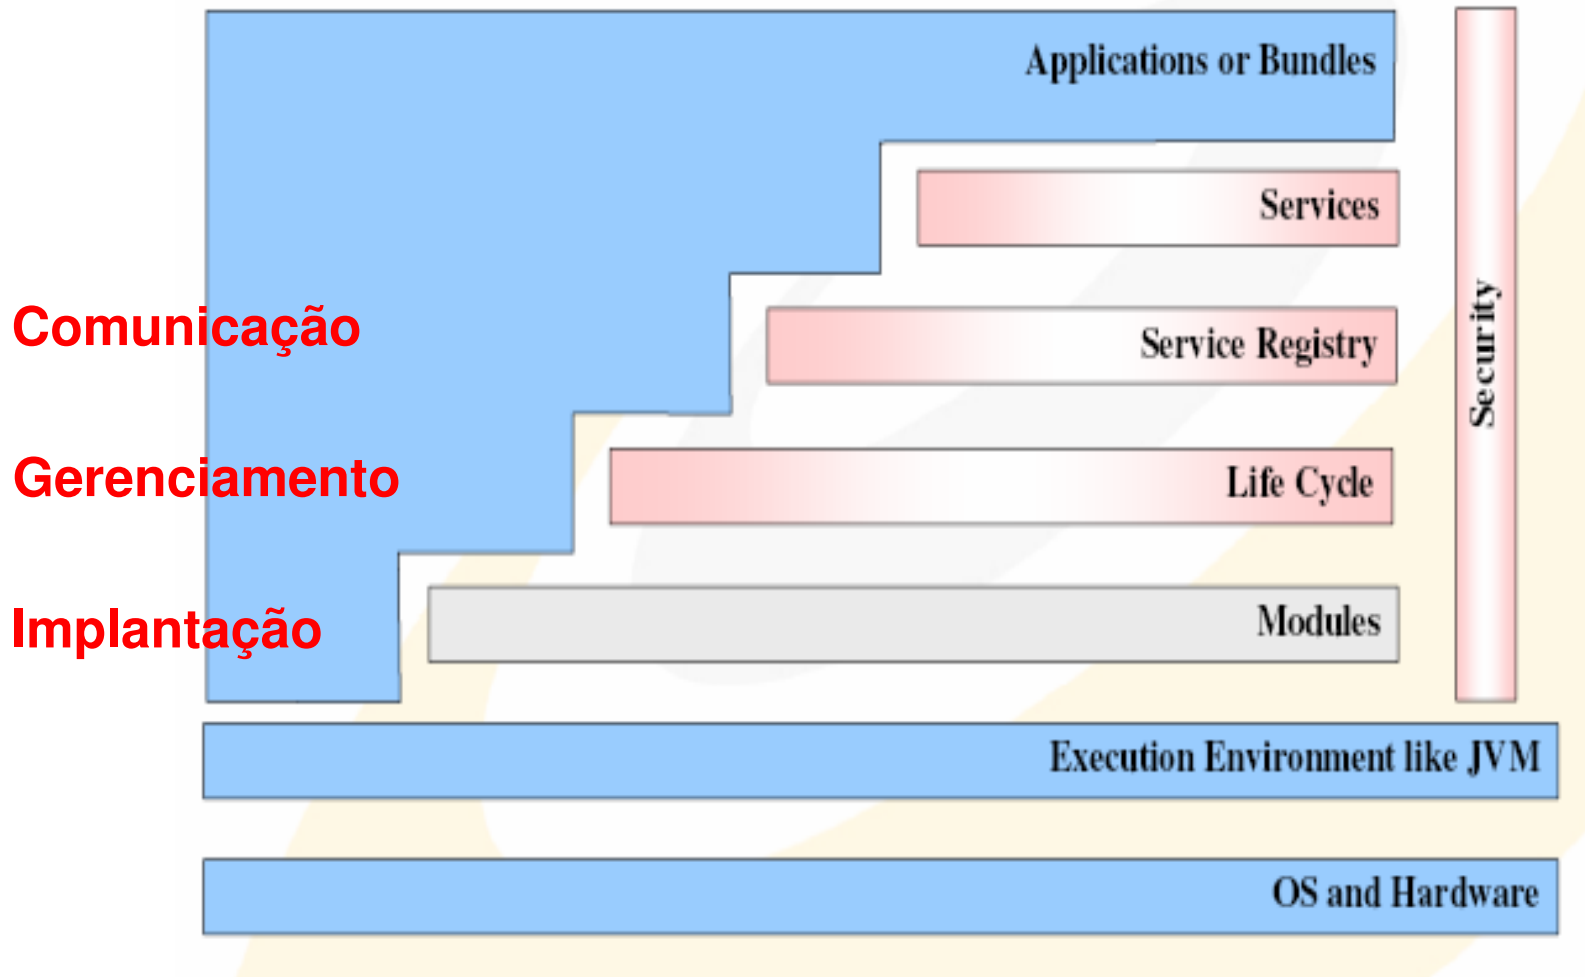 Applications or Bundles
Services
Comunicação
Service Registry
Security
Gerenciamento
Life Cycle
Implantação
Modules
Execution Environment like JVM
OS and Hardware